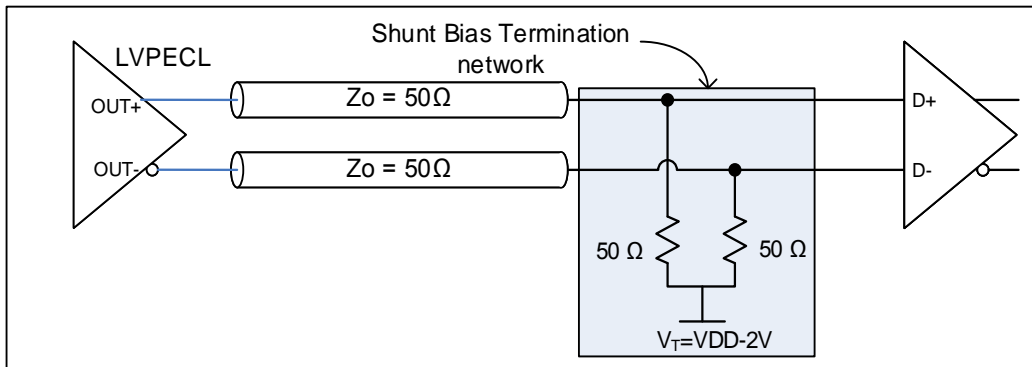 Shunt Bias Termination
network
LVPECL
OUT+
Zo = 50Ω
D+
OUT-
Zo = 50Ω
D-
50 Ω
50 Ω
V_T=VDD-2V